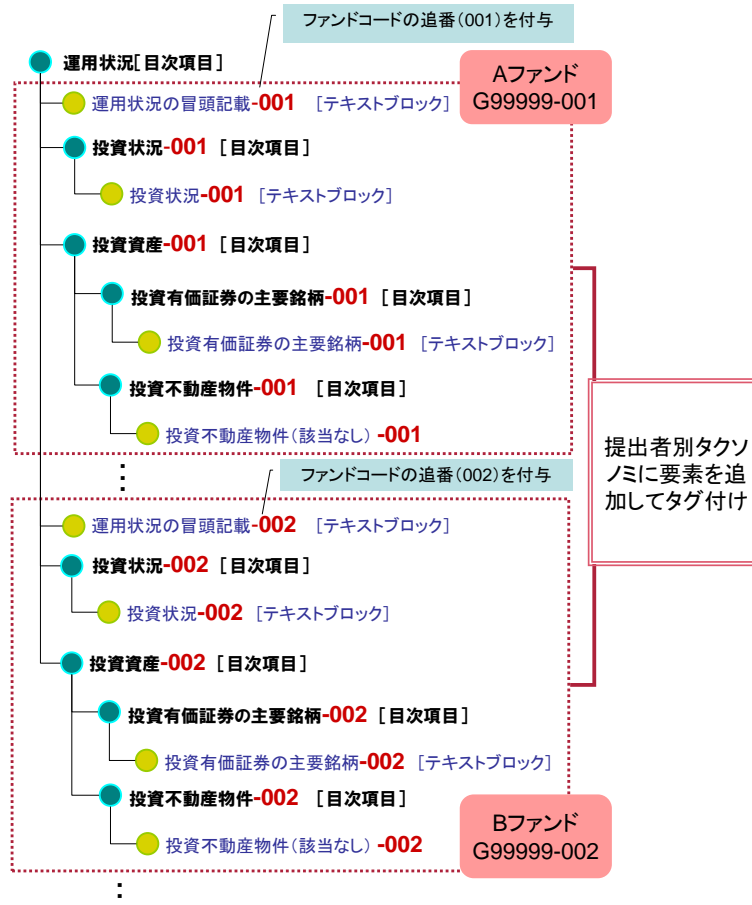 ファンドコードの追番(001)を付与
運用状況[目次項目]
Aファンド
G99999-001
運用状況の冒頭記載-001 [テキストブロック]
投資状況-001 [目次項目]
投資状況-001 [テキストブロック]
投資資産-001 [目次項目]
投資有価証券の主要銘柄-001 [目次項目]
投資有価証券の主要銘柄-001 [テキストブロック]
投資不動産物件-001 [目次項目]
投資不動産物件(該当なし) -001
提出者別タクソ
ノミに要素を追
加してタグ付け
ファンドコードの追番(002)を付与
運用状況の冒頭記載-002 [テキストブロック]
投資状況-002 [目次項目]
投資状況-002 [テキストブロック]
投資資産-002 [目次項目]
投資有価証券の主要銘柄-002 [目次項目]
投資有価証券の主要銘柄-002 [テキストブロック]
投資不動産物件-002 [目次項目]
投資不動産物件(該当なし) -002
Bファンド
G99999-002